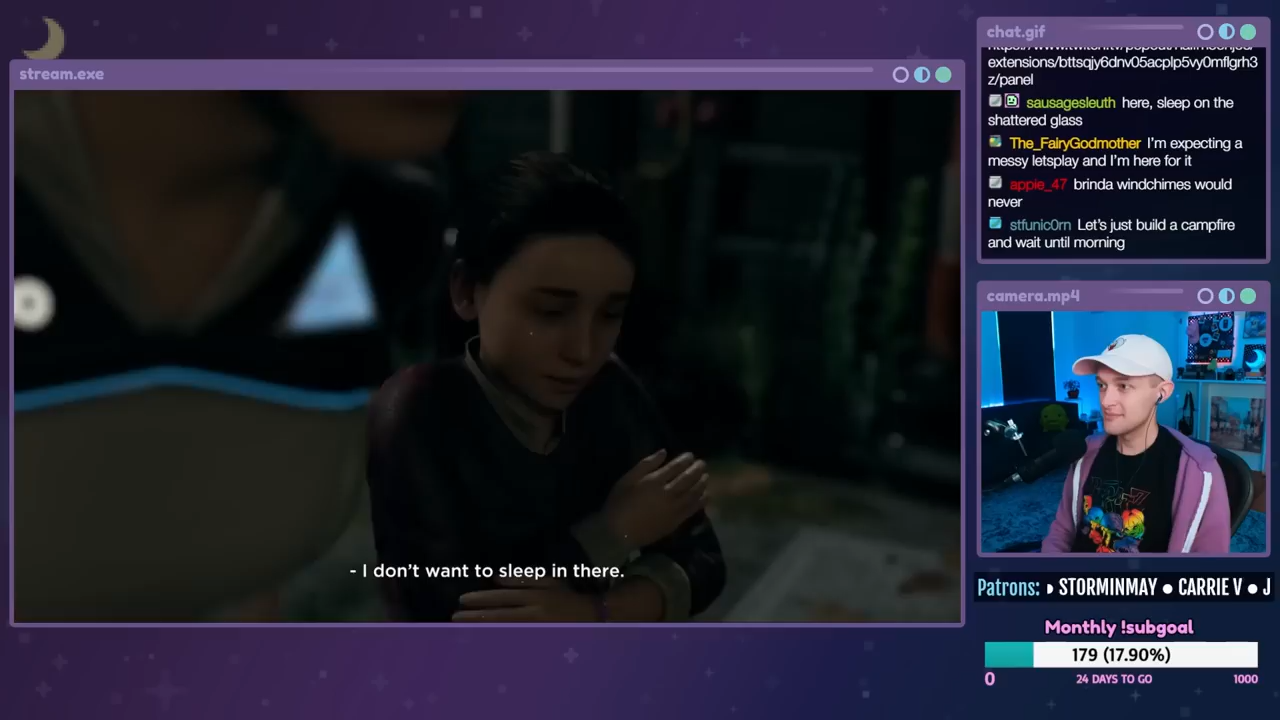 stream.exe
- I don't want to sleep in there.
chat.gif
extensions/bttsqjy6dnv05acplp5vy0mflgrh3
z/panel
sausagesleuth here, sleep on the
shattered glass
The_FairyGodmother I'm expecting a
messy letsplay and I'm here for it
apple_47 brinda windchimes would
never
stfunic0rn Let's just build a campfire
and wait until morning
camera.mp4
Patrons: STORMINMAY • CARRIE V • J
Monthly !subgoal
179 (17.90%)
0 24 DAYS TO GO 1000